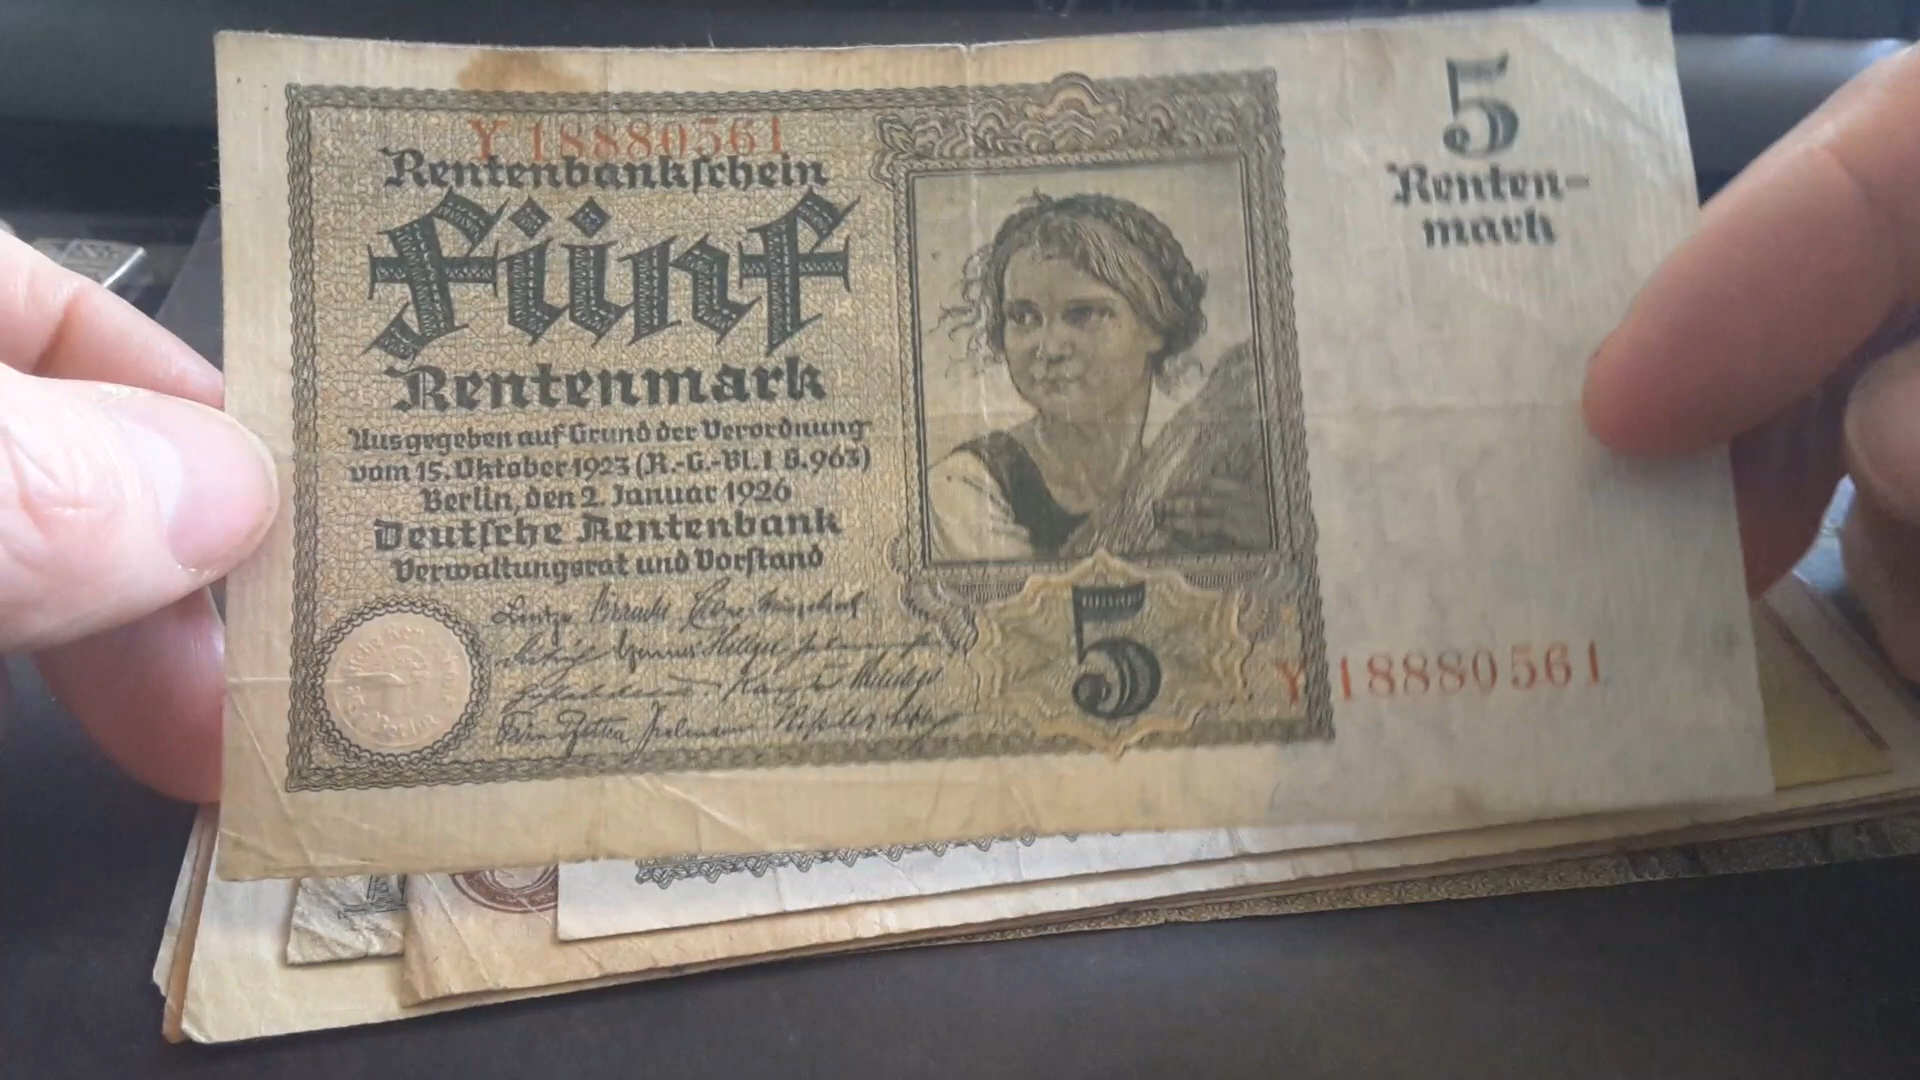 Y 18880561
Rentenbankschein
Fünf
Rentenmark
Ausgegeben auf Grund der Verordnung
vom 15. Oktober 1923 (R.-G.-Bl. I S. 963)
Berlin, den 2. Januar 1926
Deutsche Rentenbank
Verwaltungsrat und Vorstand
5
Y 18880561
5
Renten-
mark